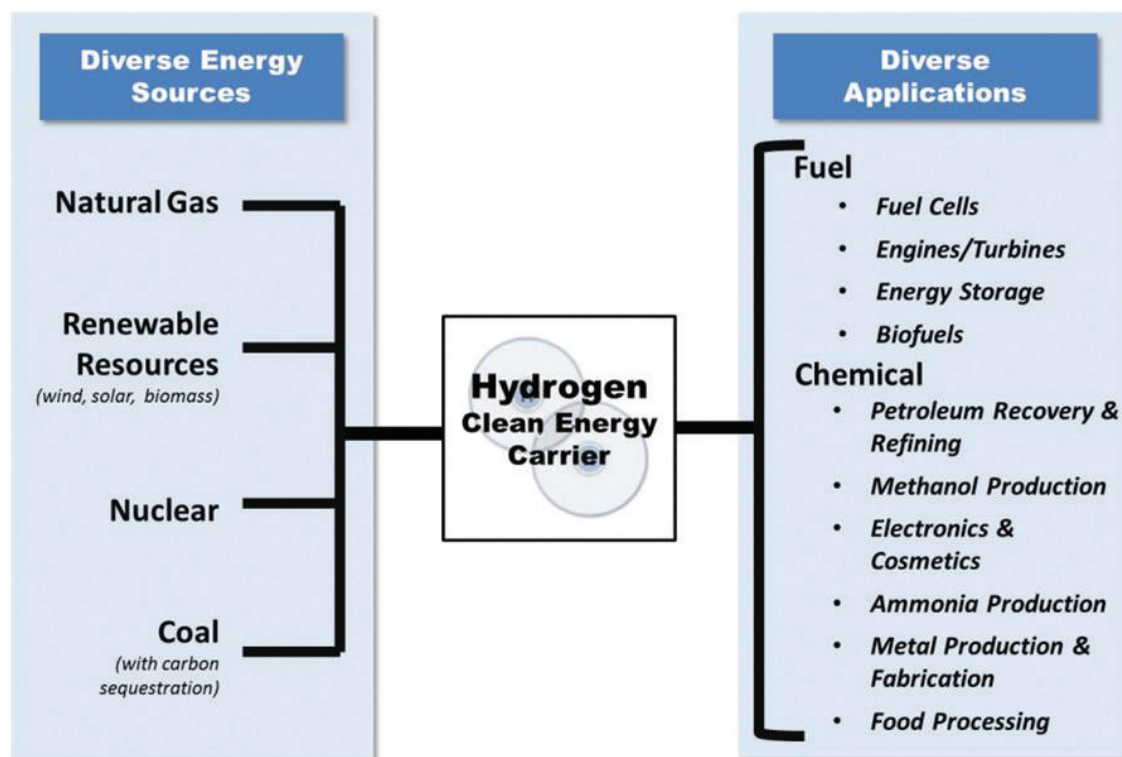 Diverse Energy
Sources
Natural Gas
Renewable
Resources
(wind, solar, biomass)
Nuclear
Coal
(with carbon
sequestration)
Hydrogen
Clean Energy
Carrier
Diverse
Applications
Fuel
• Fuel Cells
• Engines/Turbines
• Energy Storage
• Biofuels
Chemical
• Petroleum Recovery &
Refining
• Methanol Production
• Electronics &
Cosmetics
• Ammonia Production
• Metal Production &
Fabrication
• Food Processing